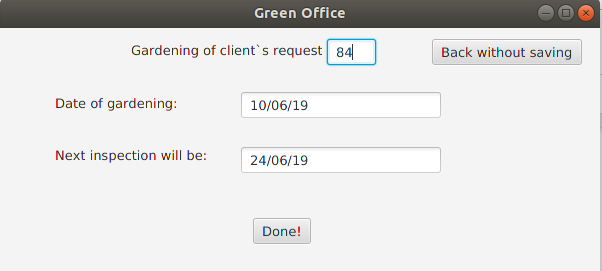 Green Office
Gardening of client`s request 84 Back without saving
Date of gardening: 10/06/19
Next inspection will be: 24/06/19
Done!